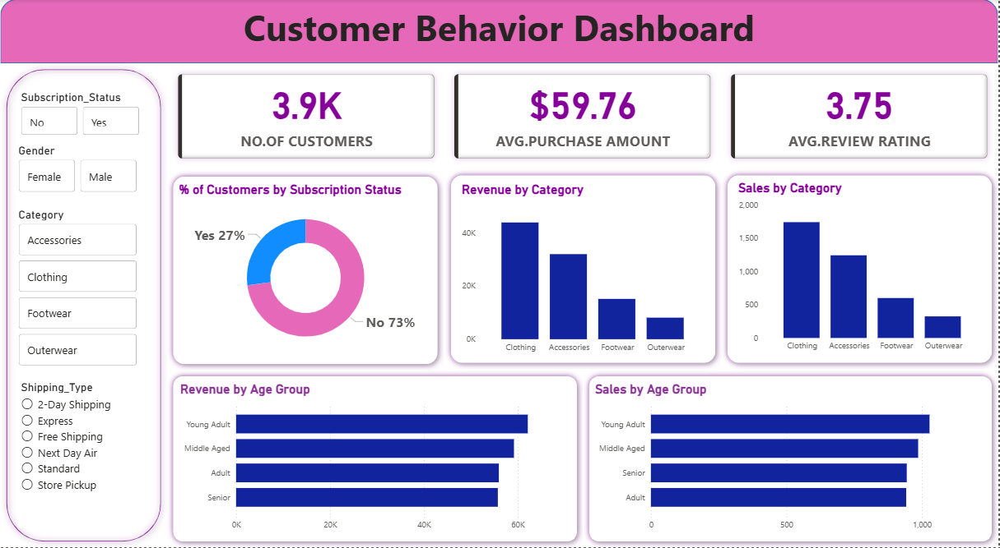 Customer Behavior Dashboard
Subscription_Status
No
Yes
Gender
Female
Male
Category
Accessories
Clothing
Footwear
Outerwear
Shipping_Type
2-Day Shipping
Express
Free Shipping
Next Day Air
Standard
Store Pickup
3.9K
NO.OF CUSTOMERS
$59.76
AVG.PURCHASE AMOUNT
3.75
AVG.REVIEW RATING
% of Customers by Subscription Status
Yes 27%
No 73%
Revenue by Category
40K
20K
0K
Clothing Accessories Footwear Outerwear
Sales by Category
2,000
1,500
1,000
500
0
Clothing Accessories Footwear Outerwear
Revenue by Age Group
Young Adult
Middle Aged
Adult
Senior
0K 20K 40K 60K
Sales by Age Group
Young Adult
Middle Aged
Senior
Adult
0 500 1,000